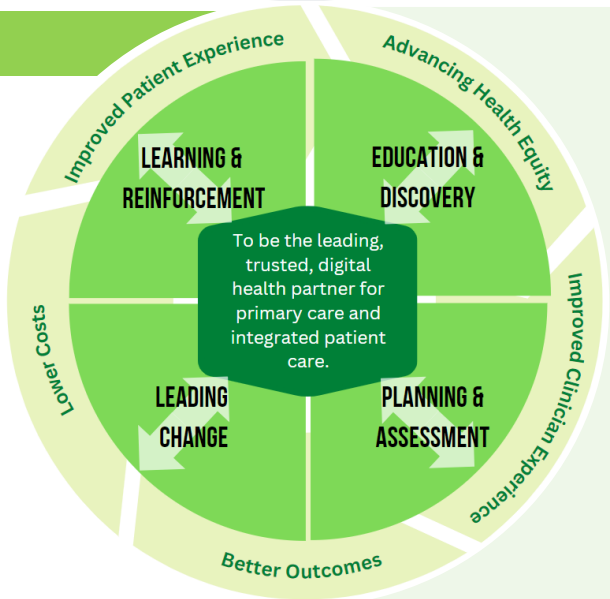 Improved Patient Experience
Advancing Health Equity
LEARNING &
REINFORCEMENT
EDUCATION &
DISCOVERY
To be the leading,
trusted, digital
health partner for
primary care and
integrated patient
care.
Lower Costs
Improved Clinician Experience
LEADING
CHANGE
PLANNING &
ASSESSMENT
Better Outcomes